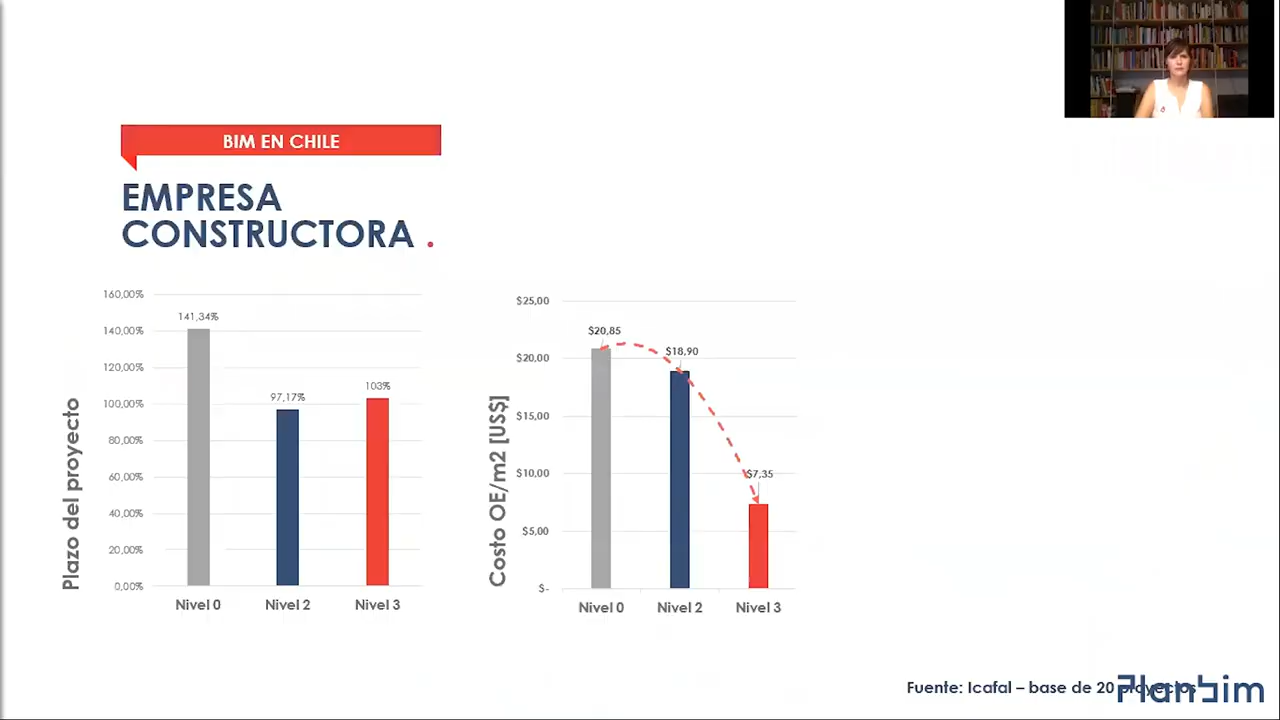 BIM EN CHILE
EMPRESA
CONSTRUCTORA .
Plazo del proyecto
160,00%
140,00%
120,00%
100,00%
80,00%
60,00%
40,00%
20,00%
0,00%
141,34%
97,17%
103%
Nivel 0
Nivel 2
Nivel 3
Costo OE/m2 [US$]
$25,00
$20,00
$15,00
$10,00
$5,00
$-
$20,85
$18,90
$7,35
Nivel 0
Nivel 2
Nivel 3
Fuente: Icafal – base de 20 proyectos
Planbim